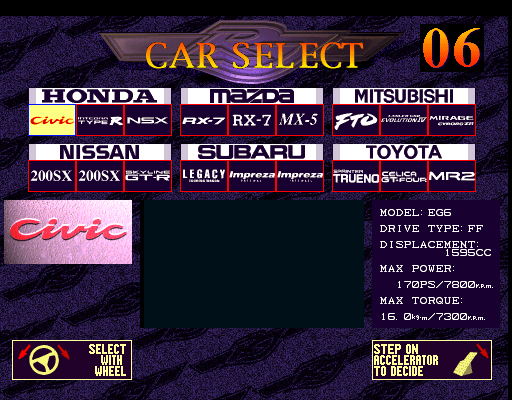 CAR SELECT
06
HONDA
mazda
MITSUBISHI
Civic
INTEGRA TYPE R
NSX
RX-7
RX-7
MX-5
FTO
LANCER GSR EVOLUTION IV
MIRAGE CYBORG ZR
NISSAN
SUBARU
TOYOTA
200SX
200SX
SKYLINE GT-R
LEGACY TOURING WAGON
Impreza
Impreza
SPRINTER TRUENO
CELICA GT-FOUR
MR2
Civic
MODEL: EG6
DRIVE TYPE: FF
DISPLACEMENT:
1595CC
MAX POWER:
170PS/7800r.p.m.
MAX TORQUE:
16.0kg·m/7300r.p.m.
SELECT
WITH
WHEEL
STEP ON
ACCELERATOR
TO DECIDE